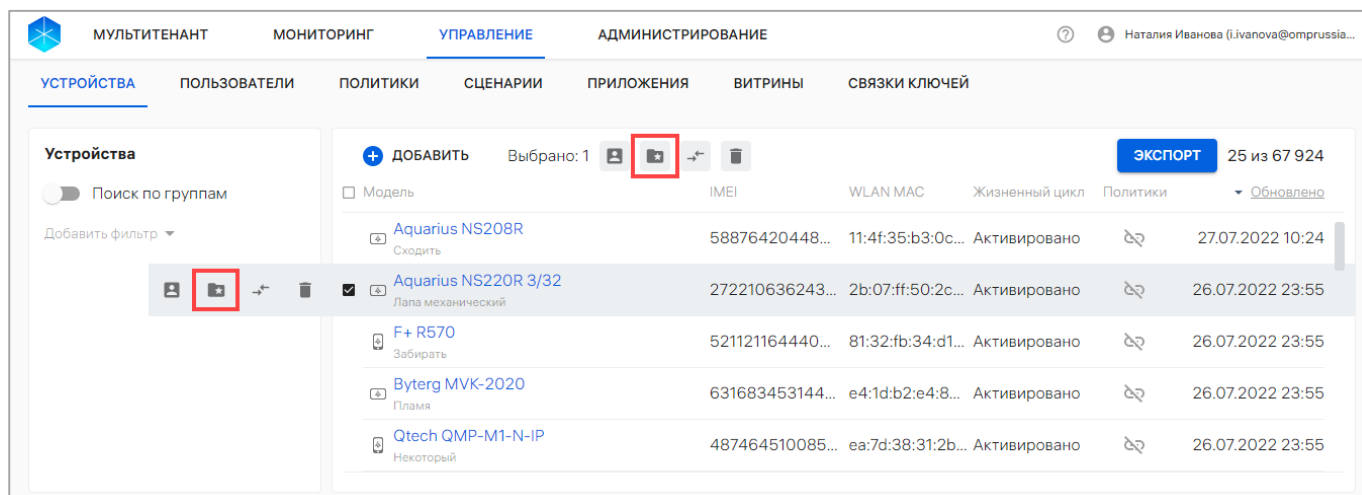 МУЛЬТИТЕНАНТ МОНИТОРИНГ УПРАВЛЕНИЕ АДМИНИСТРИРОВАНИЕ ? Наталия Иванова (i.ivanova@omprussia...
УСТРОЙСТВА ПОЛЬЗОВАТЕЛИ ПОЛИТИКИ СЦЕНАРИИ ПРИЛОЖЕНИЯ ВИТРИНЫ СВЯЗКИ КЛЮЧЕЙ
Устройства
Поиск по группам
Добавить фильтр
ДОБАВИТЬ Выбрано: 1 ЭКСПОРТ 25 из 67 924
Модель IMEI WLAN MAC Жизненный цикл Политики Обновлено
Aquarius NS208R 58876420448... 11:4f:35:b3:0c... Активировано 27.07.2022 10:24
Сходить
Aquarius NS220R 3/32 272210636243... 2b:07:ff:50:2c... Активировано 26.07.2022 23:55
Лапа механический
F+ R570 521121164440... 81:32:fb:34:d1... Активировано 26.07.2022 23:55
Забирать
Byterg MVK-2020 631683453144... e4:1d:b2:e4:8... Активировано 26.07.2022 23:55
Пламя
Qtech QMP-M1-N-IP 487464510085... ea:7d:38:31:2b... Активировано 26.07.2022 23:55
Некоторый